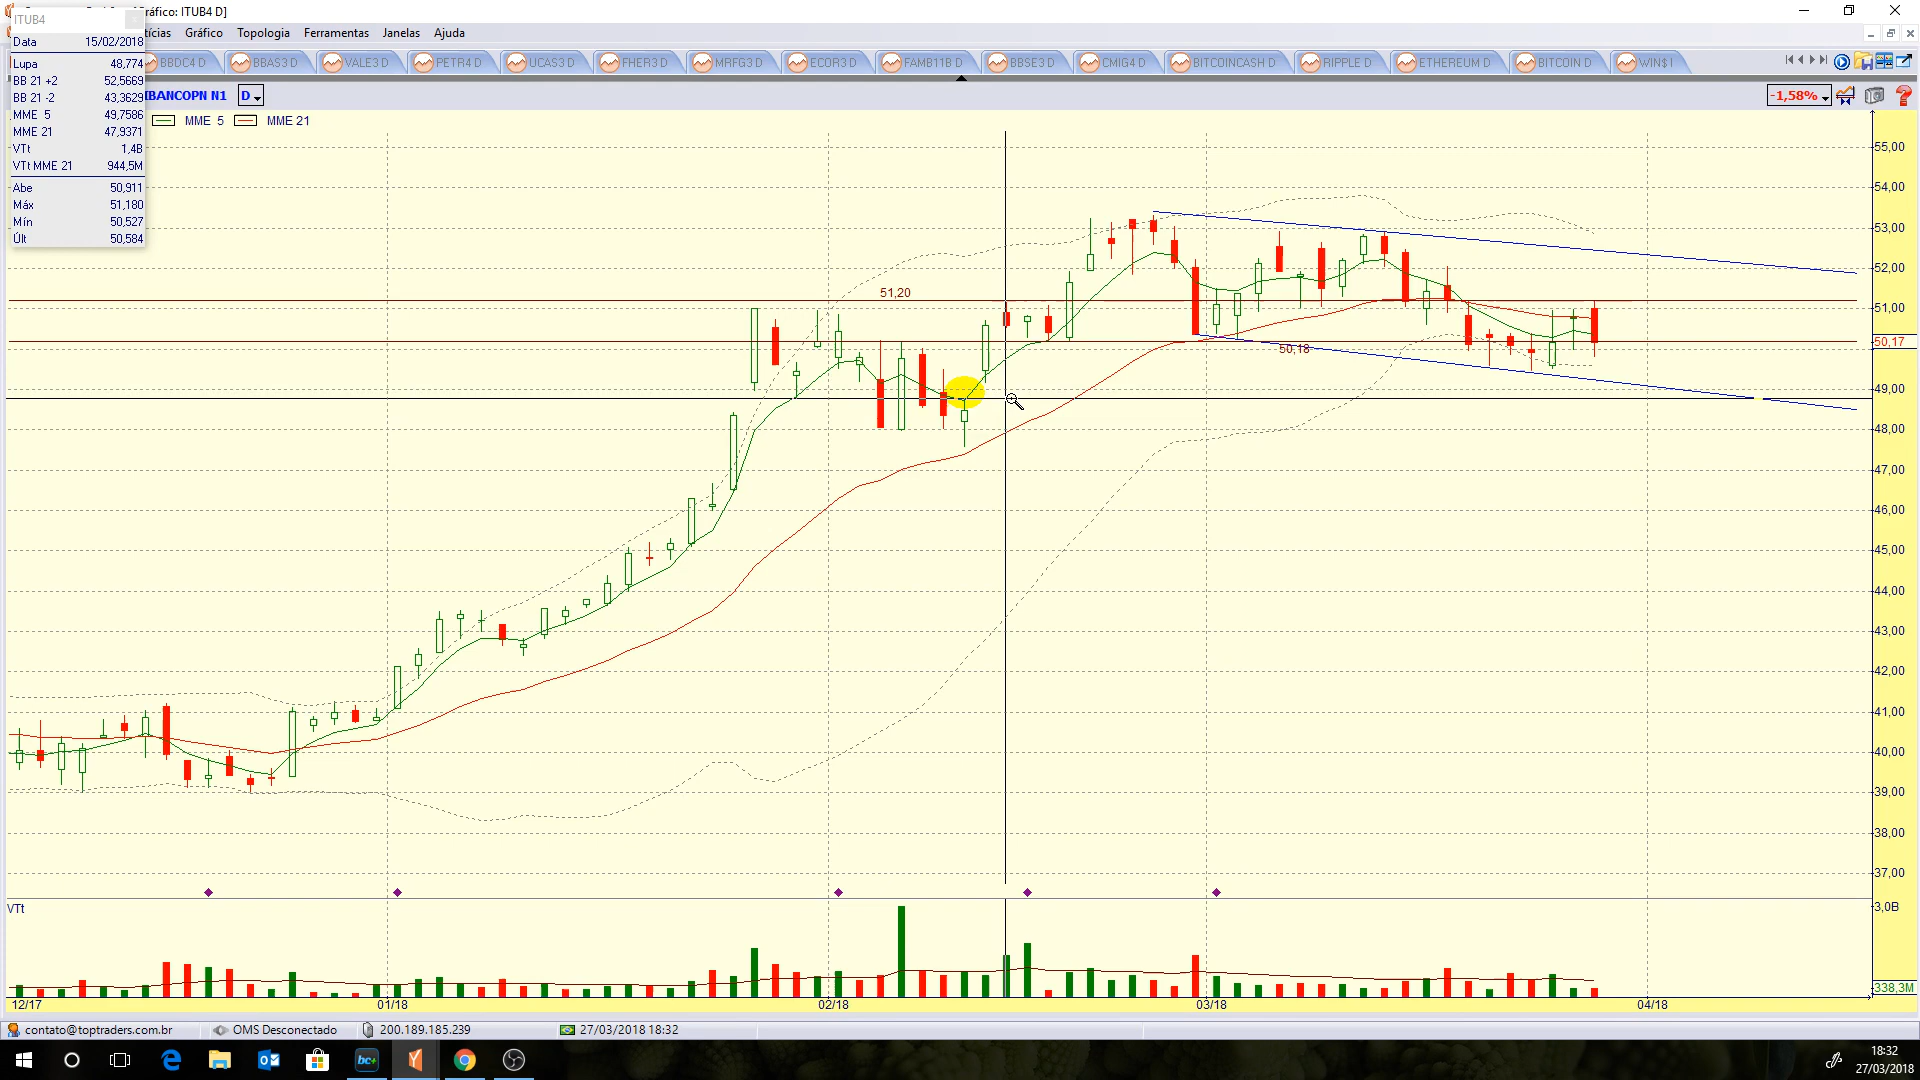 Gráfico: ITUB4 D]
ITUB4
Gráfico Topologia Ferramentas Janelas Ajuda
Data 15/02/2018
Lupa 48,774
BB 21 +2 52,5669
BB 21 -2 43,3629
MME 5 49,7586
MME 21 47,9371
VTt 1,4B
VTt MME 21 944,5M
Abe 50,911
Máx 51,180
Mín 50,527
Últ 50,584
BBDC4 D BBAS3 D VALE3 D PETR4 D UCAS3 D FHER3 D MRFG3 D ECOR3 D FAMB11B D BBSE3 D CMIG4 D BITCOINCASH D RIPPLE D ETHEREUM D BITCOIN D WIN$ I
IBANCOPN N1 D -1,58%
MME 5 MME 21
55,00
54,00
53,00
52,00
51,20
51,00
50,17
50,18
49,00
48,00
47,00
46,00
45,00
44,00
43,00
42,00
41,00
40,00
39,00
38,00
37,00
VTt
3,0B
338,3M
12/17 01/18 02/18 03/18 04/18
contato@toptraders.com.br OMS Desconectado 200.189.185.239 27/03/2018 18:32
bc+
18:32
27/03/2018